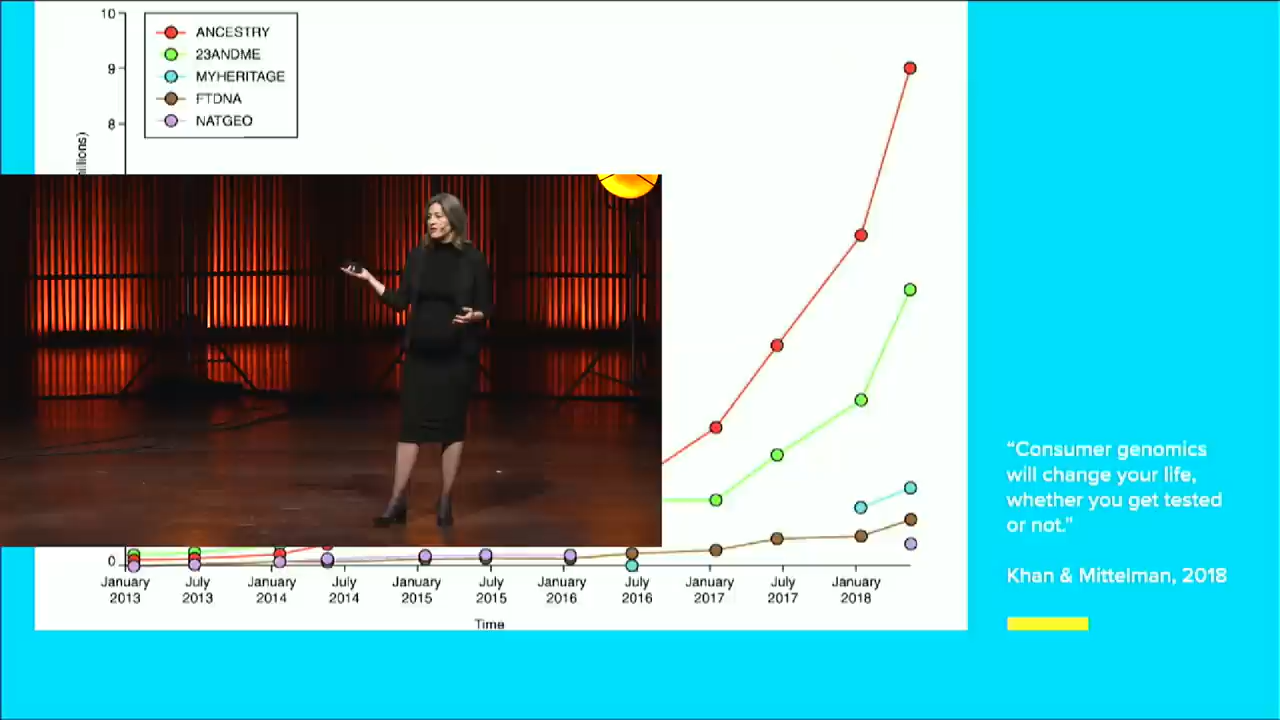 10
ANCESTRY
23ANDME
9
MYHERITAGE
FTDNA
NATGEO
8
0
January
2013
July
2013
January
2014
July
2014
January
2015
July
2015
January
2016
July
2016
January
2017
July
2017
January
2018
Time
“Consumer genomics
will change your life,
whether you get tested
or not.”
Khan & Mittelman, 2018